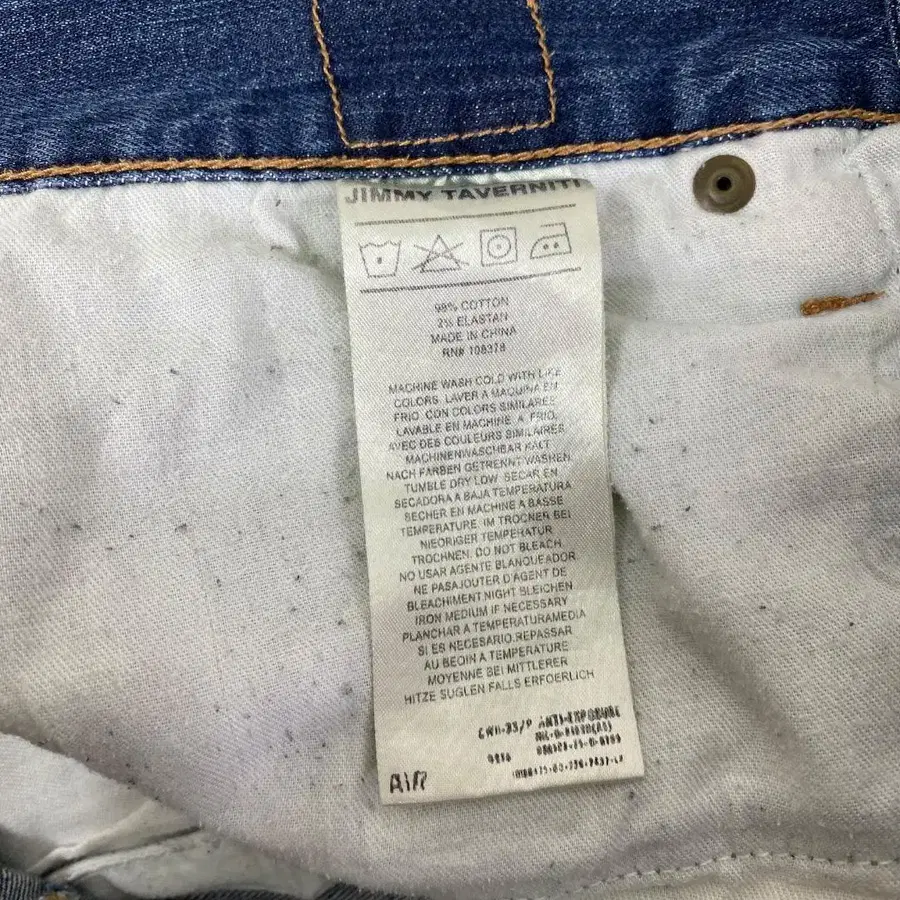 JIMMY TAVERNITI
98% COTTON
2% ELASTAN
MADE IN CHINA
RN# 108378
MACHINE WASH COLD WITH LIKE
COLORS. LAVER A MAQUINA EN
FRIO. CON COLORS SIMILARES
LAVABLE EN MACHINE A FRIO,
AVEC DES COULEURS SIMILAIRES
MACHINENWASCHBAR KALT
NACH FARBEN GETRENNT WASHEN.
TUMBLE DRY LOW. SECAR EN
SECADORA A BAJA TEMPERATURA
SECHER EN MACHINE A BASSE
TEMPERATURE. IM TROCNER BEI
NIEORIGER TEMPERATUR
TROCHNEN. DO NOT BLEACH
NO USAR AGENTE BLANQUEADOR
NE PASAJOUTER D'AGENT DE
BLEACHIMENT.NIGHT BLEICHEN
IRON MEDIUM IF NECESSARY
PLANCHAR A TEMPERATURAMEDIA
SI ES NECESARIO.REPASSAR
AU BEOIN A TEMPERATURE
MOYENNE BEI MITTLERER
HITZE SUGLEN FALLS ERFOERLICH
ANTI-EXPOSURE
AIR